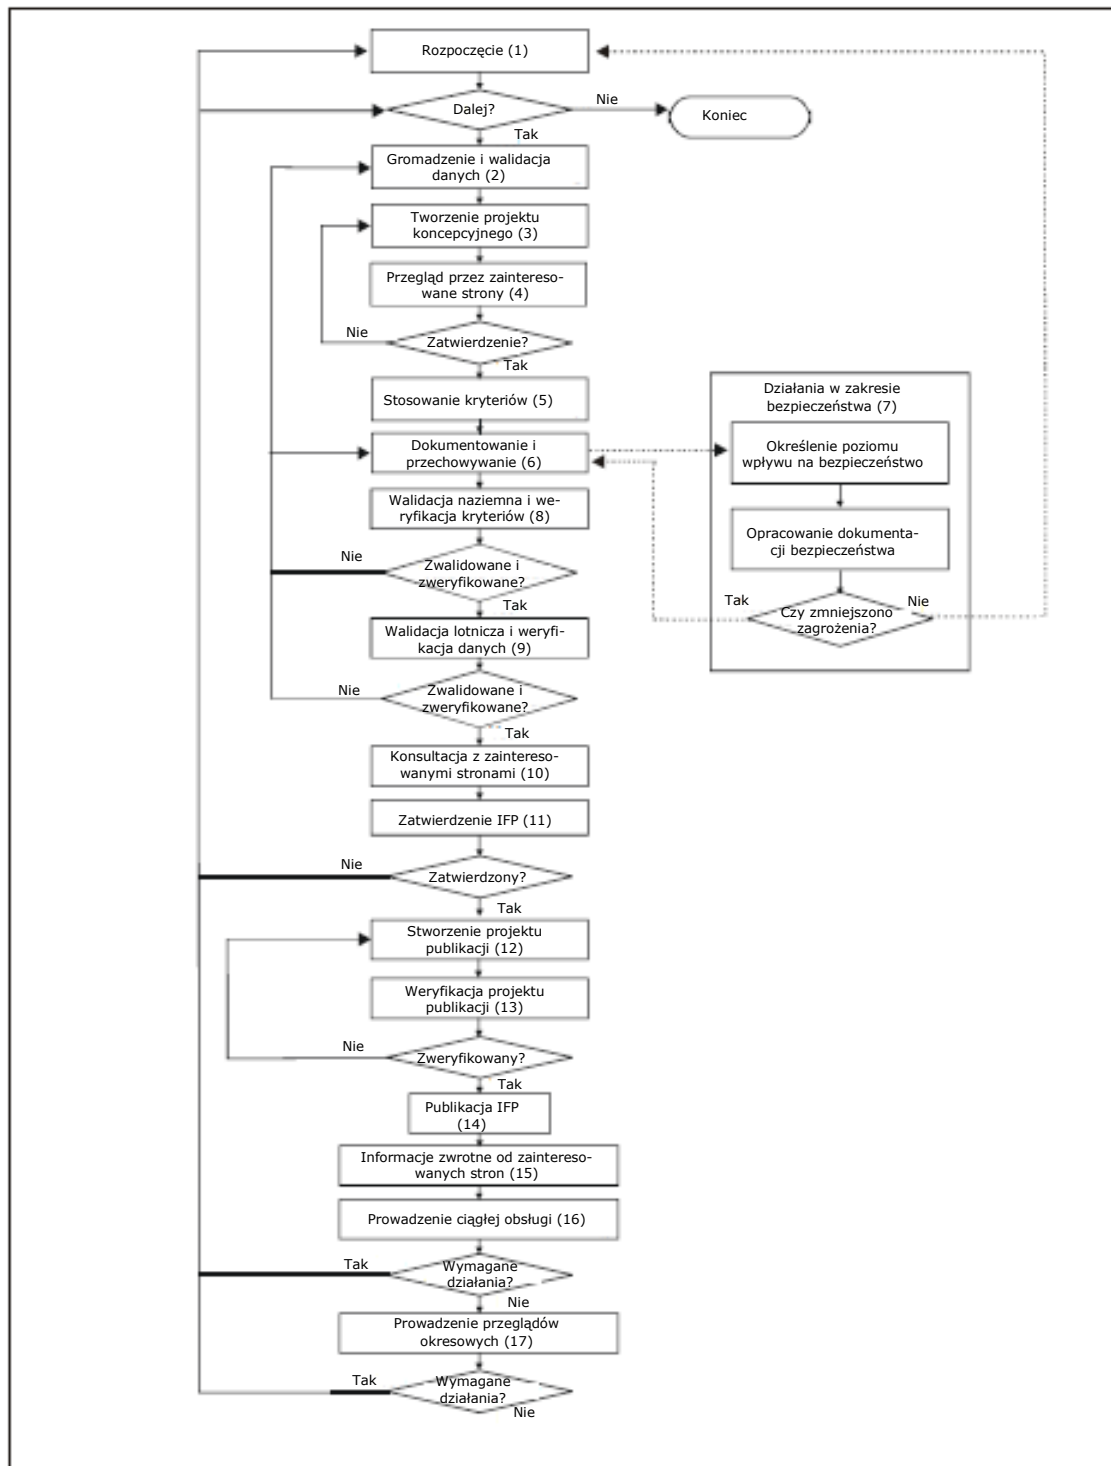 Rozpoczęcie (1)
Dalej?
Nie
Koniec
Tak
Gromadzenie i walidacja
danych (2)
Tworzenie projektu
koncepcyjnego (3)
Przegląd przez zaintereso-
wane strony (4)
Nie
Zatwierdzenie?
Tak
Stosowanie kryteriów (5)
Dokumentowanie i
przechowywanie (6)
Działania w zakresie
bezpieczeństwa (7)
Określenie poziomu
wpływu na bezpieczeństwo
Opracowanie dokumenta-
cji bezpieczeństwa
Tak
Czy zmniejszono
zagrożenia?
Nie
Walidacja naziemna i we-
ryfikacja kryteriów (8)
Nie
Zwalidowane i
zweryfikowane?
Tak
Walidacja lotnicza i weryfi-
kacja danych (9)
Nie
Zwalidowane i
zweryfikowane?
Tak
Konsultacja z zaintereso-
wanymi stronami (10)
Zatwierdzenie IFP (11)
Nie
Zatwierdzony?
Tak
Stworzenie projektu
publikacji (12)
Weryfikacja projektu
publikacji (13)
Nie
Zweryfikowany?
Tak
Publikacja IFP
(14)
Informacje zwrotne od zaintereso-
wanych stron (15)
Prowadzenie ciągłej obsługi (16)
Tak
Wymagane
działania?
Nie
Prowadzenie przeglądów
okresowych (17)
Tak
Wymagane
działania?
Nie